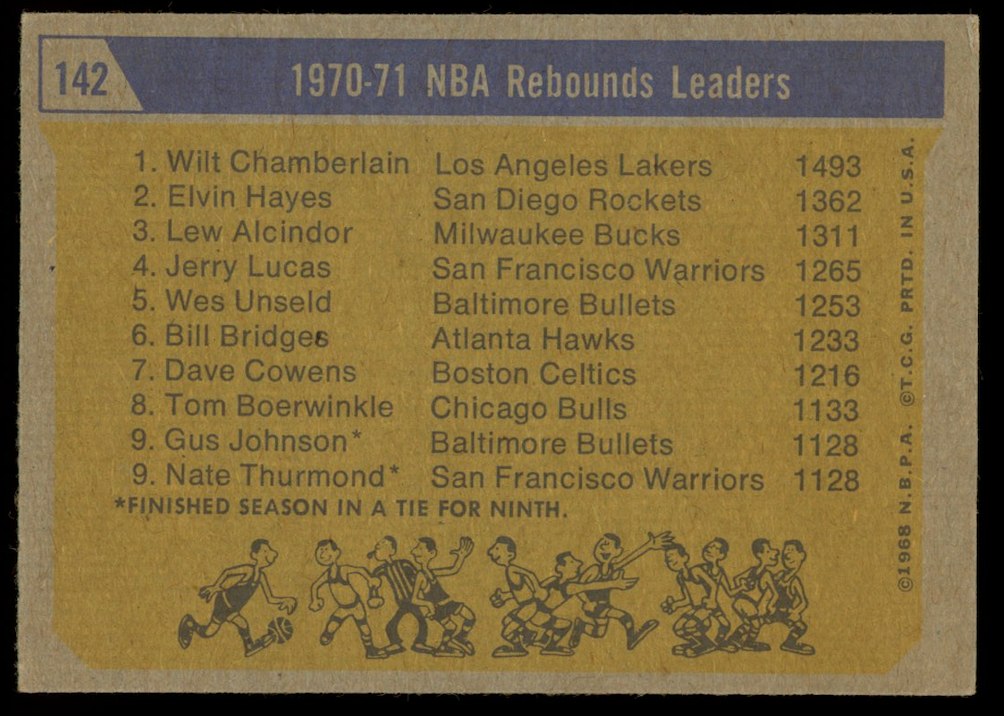 142 1970-71 NBA Rebounds Leaders
1. Wilt Chamberlain Los Angeles Lakers 1493
2. Elvin Hayes San Diego Rockets 1362
3. Lew Alcindor Milwaukee Bucks 1311
4. Jerry Lucas San Francisco Warriors 1265
5. Wes Unseld Baltimore Bullets 1253
6. Bill Bridges Atlanta Hawks 1233
7. Dave Cowens Boston Celtics 1216
8. Tom Boerwinkle Chicago Bulls 1133
9. Gus Johnson* Baltimore Bullets 1128
9. Nate Thurmond* San Francisco Warriors 1128
*FINISHED SEASON IN A TIE FOR NINTH.
©1968 N.B.P.A. ©T.C.G. PRTD. IN U.S.A.